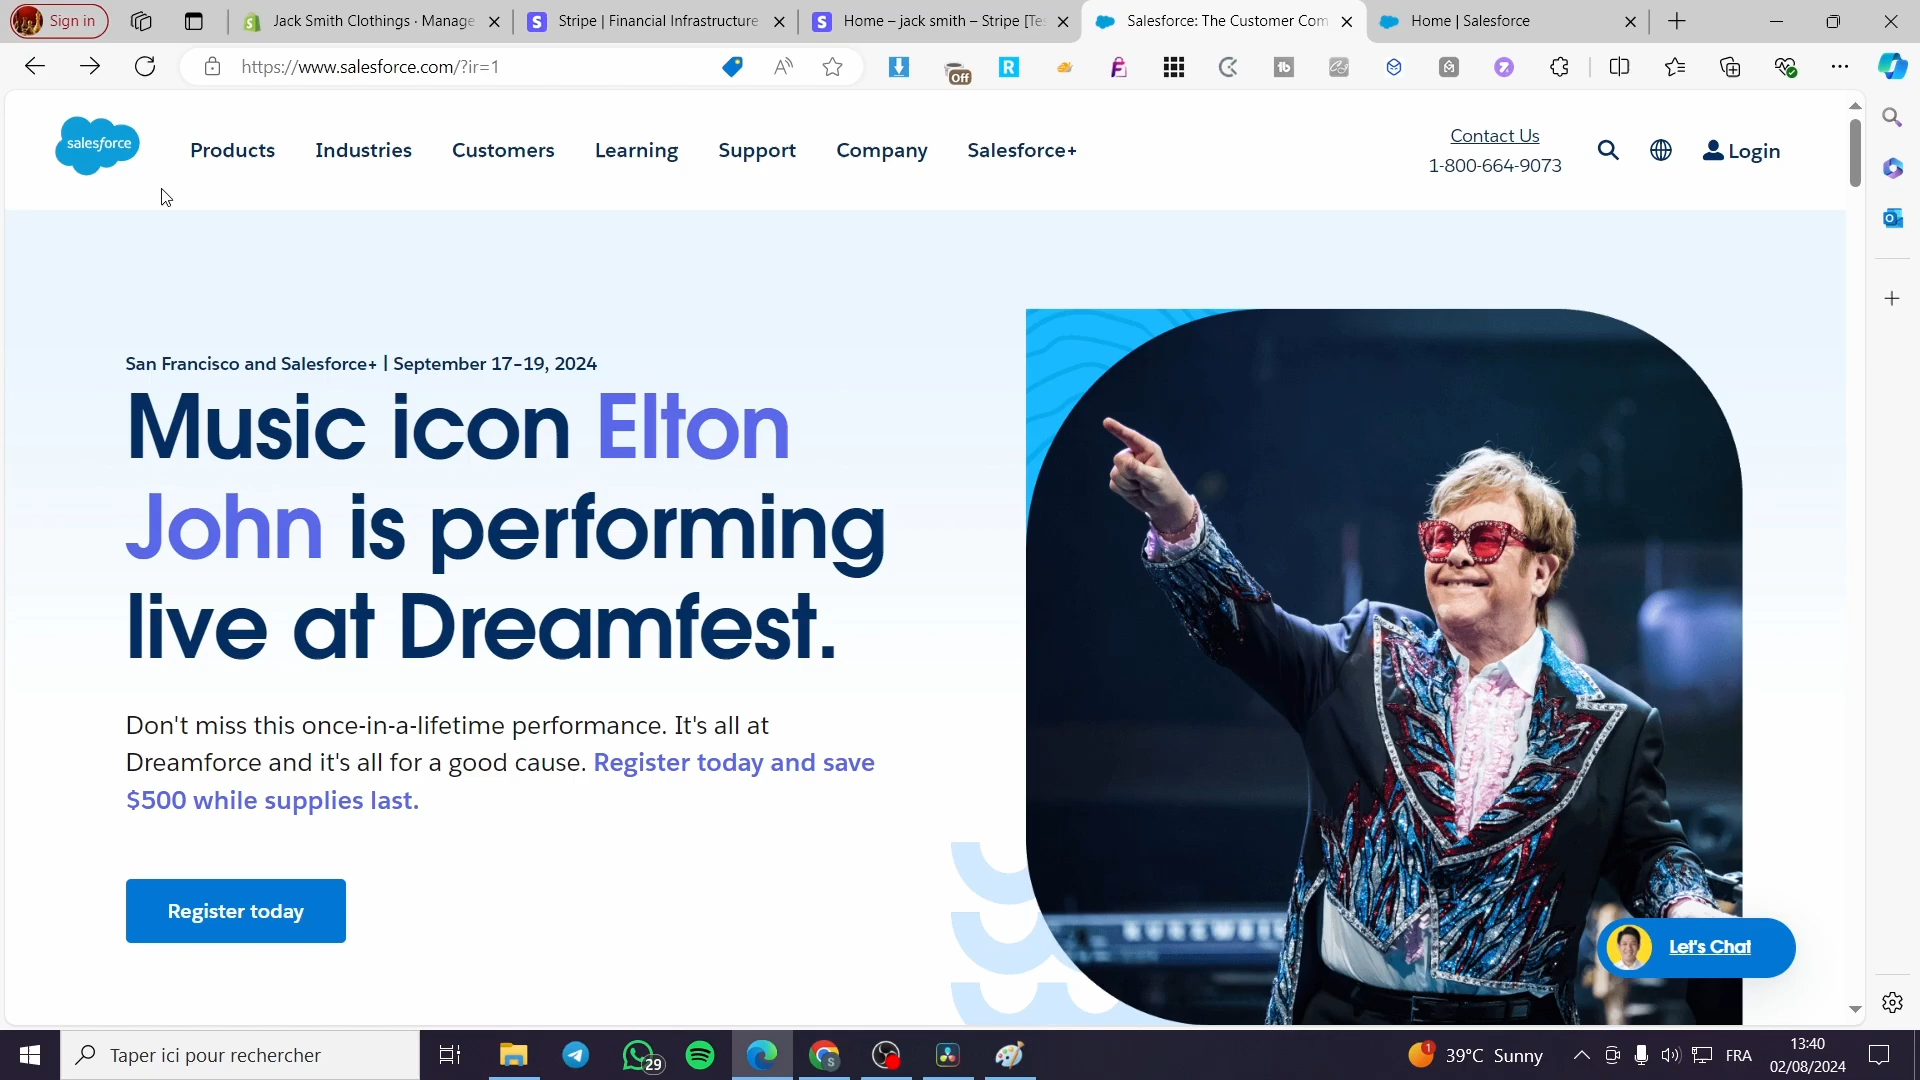 Sign in
Jack Smith Clothings · Manage
Stripe | Financial Infrastructure
Home – jack smith – Stripe [Te
Salesforce: The Customer Com
Home | Salesforce
https://www.salesforce.com/?ir=1
Off
salesforce
Products
Industries
Customers
Learning
Support
Company
Salesforce+
Contact Us
1-800-664-9073
Login
San Francisco and Salesforce+ | September 17–19, 2024
Music icon Elton
John is performing
live at Dreamfest.
Don't miss this once-in-a-lifetime performance. It's all at
Dreamforce and it's all for a good cause. Register today and save
$500 while supplies last.
Register today
Let's Chat
Taper ici pour rechercher
29
1
39°C Sunny
FRA
13:40
02/08/2024